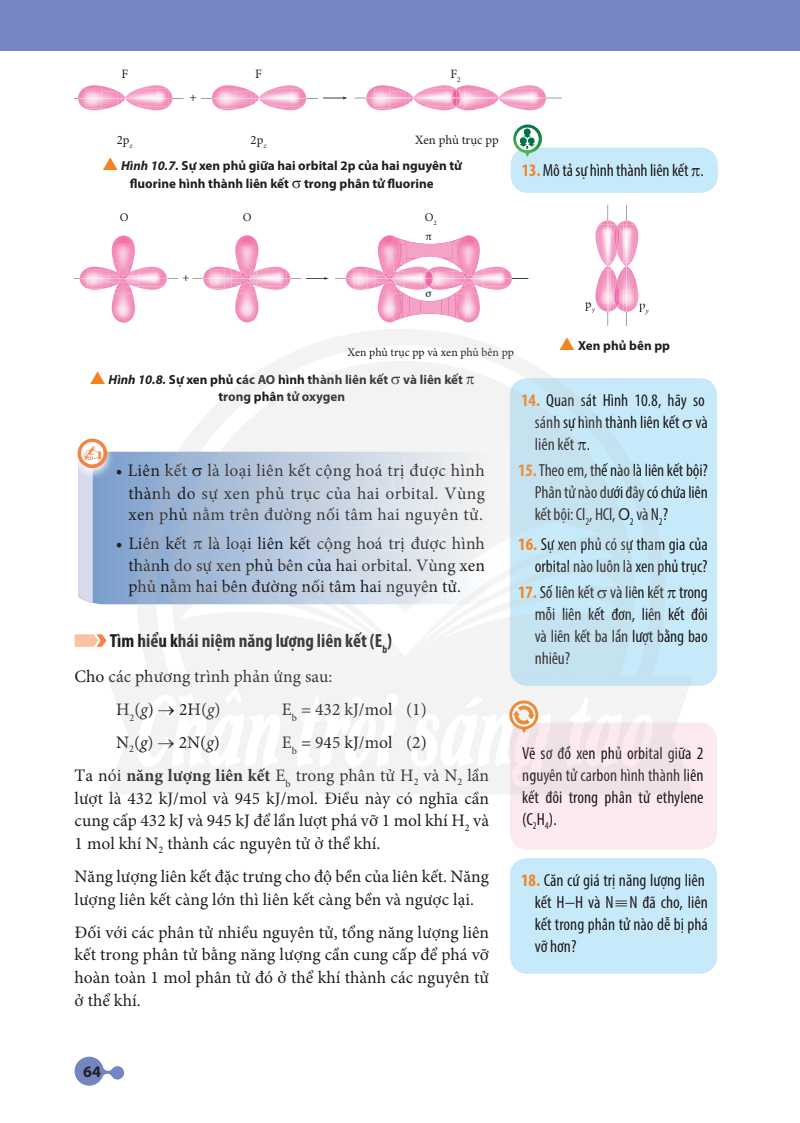 F
F
F₂
+
2p_z
2p_z
Xen phủ trục pp
Hình 10.7. Sự xen phủ giữa hai orbital 2p của hai nguyên tử
fluorine hình thành liên kết σ trong phân tử fluorine
13. Mô tả sự hình thành liên kết π.
O
O
O₂
π
+
σ
Xen phủ trục pp và xen phủ bên pp
p_y
p_y
Xen phủ bên pp
Hình 10.8. Sự xen phủ các AO hình thành liên kết σ và liên kết π
trong phân tử oxygen
• Liên kết σ là loại liên kết cộng hoá trị được hình
thành do sự xen phủ trục của hai orbital. Vùng
xen phủ nằm trên đường nối tâm hai nguyên tử.
• Liên kết π là loại liên kết cộng hoá trị được hình
thành do sự xen phủ bên của hai orbital. Vùng xen
phủ nằm hai bên đường nối tâm hai nguyên tử.
14. Quan sát Hình 10.8, hãy so
sánh sự hình thành liên kết σ và
liên kết π.
15. Theo em, thế nào là liên kết bội?
Phân tử nào dưới đây có chứa liên
kết bội: Cl₂, HCl, O₂ và N₂?
16. Sự xen phủ có sự tham gia của
orbital nào luôn là xen phủ trục?
17. Số liên kết σ và liên kết π trong
mỗi liên kết đơn, liên kết đôi
và liên kết ba lần lượt bằng bao
nhiêu?
Tìm hiểu khái niệm năng lượng liên kết (E_b)
Cho các phương trình phản ứng sau:
H₂(g) → 2H(g) E_b = 432 kJ/mol (1)
N₂(g) → 2N(g) E_b = 945 kJ/mol (2)
Ta nói năng lượng liên kết E_b trong phân tử H₂ và N₂ lần
lượt là 432 kJ/mol và 945 kJ/mol. Điều này có nghĩa cần
cung cấp 432 kJ và 945 kJ để lần lượt phá vỡ 1 mol khí H₂ và
1 mol khí N₂ thành các nguyên tử ở thể khí.
Năng lượng liên kết đặc trưng cho độ bền của liên kết. Năng
lượng liên kết càng lớn thì liên kết càng bền và ngược lại.
Đối với các phân tử nhiều nguyên tử, tổng năng lượng liên
kết trong phân tử bằng năng lượng cần cung cấp để phá vỡ
hoàn toàn 1 mol phân tử đó ở thể khí thành các nguyên tử
ở thể khí.
Vẽ sơ đồ xen phủ orbital giữa 2
nguyên tử carbon hình thành liên
kết đôi trong phân tử ethylene
(C₂H₄).
18. Căn cứ giá trị năng lượng liên
kết H–H và N≡N đã cho, liên
kết trong phân tử nào dễ bị phá
vỡ hơn?
Chân trời sáng tạo
64